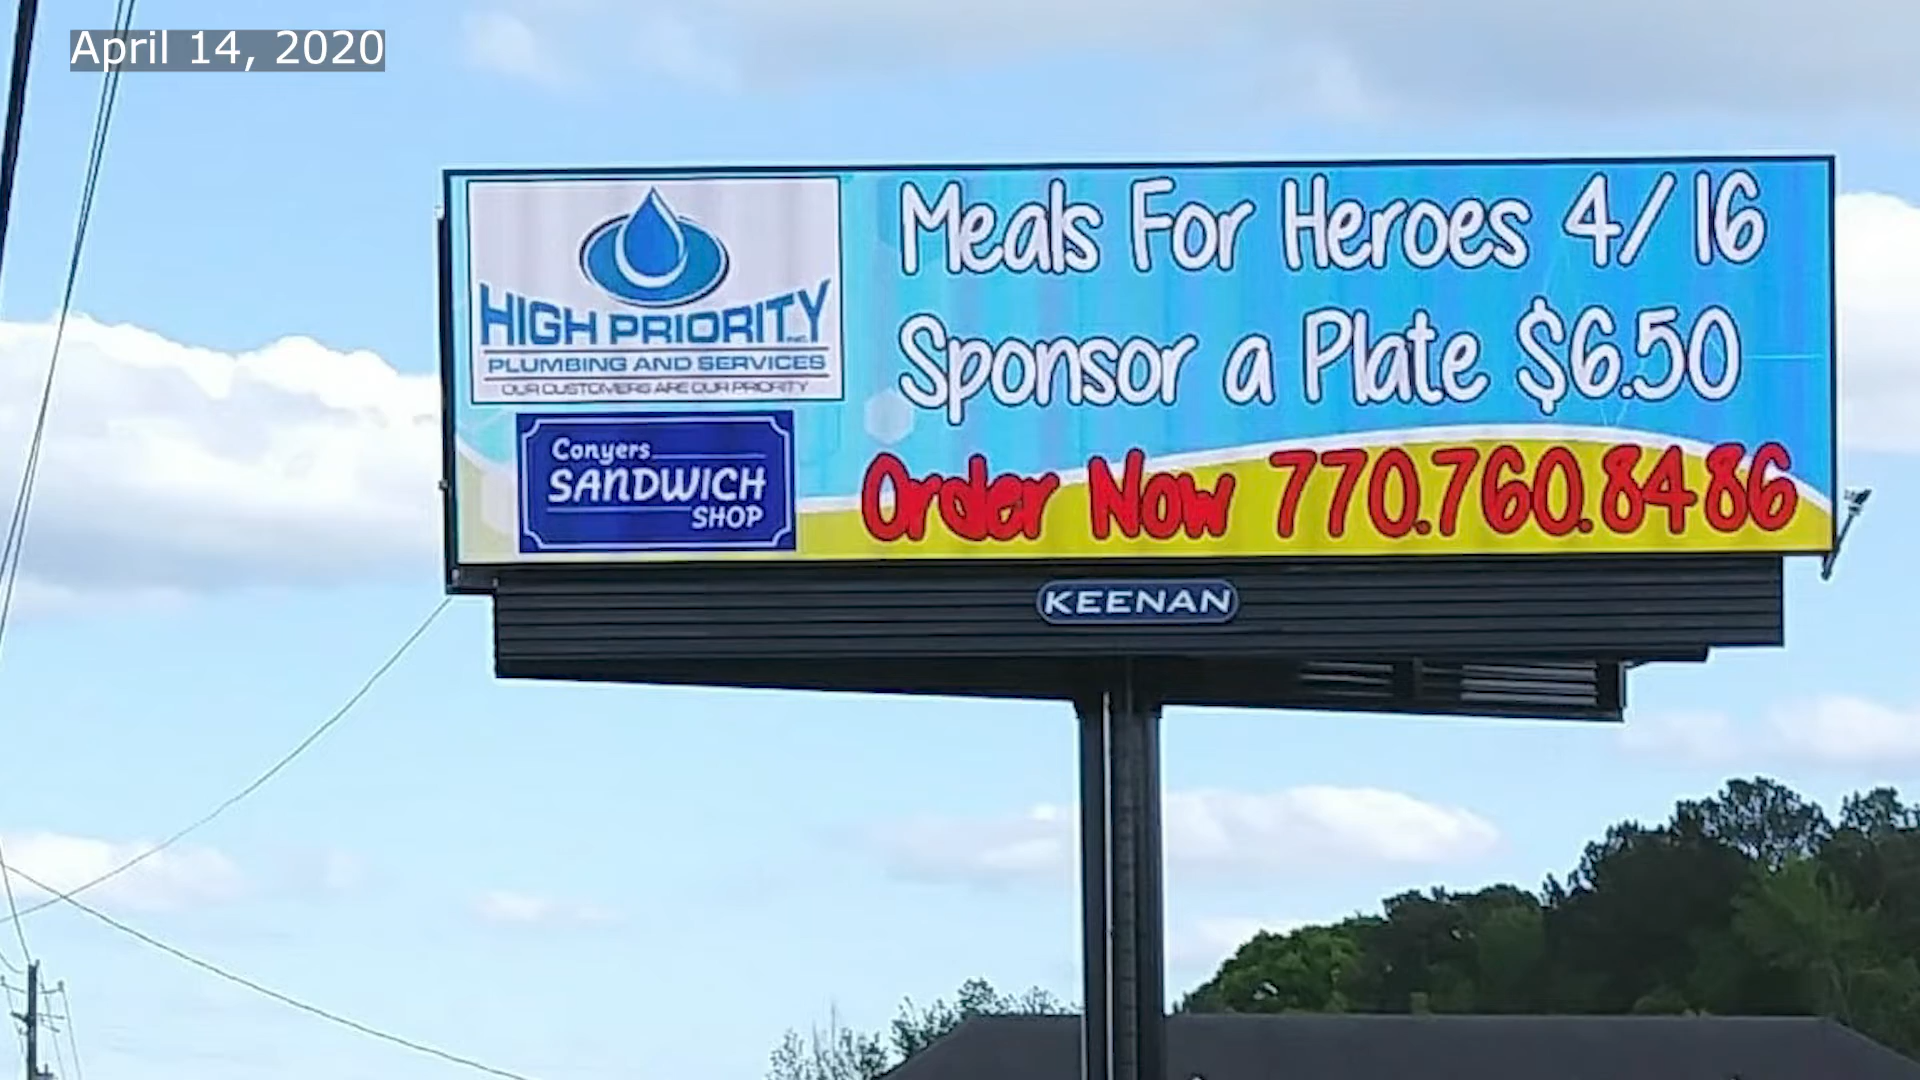 April 14, 2020
HIGH PRIORITY INC.
PLUMBING AND SERVICES
OUR CUSTOMERS ARE OUR PRIORITY
Conyers
SANDWICH
SHOP
Meals For Heroes 4/16
Sponsor a Plate $6.50
Order Now 770.760.8486
KEENAN